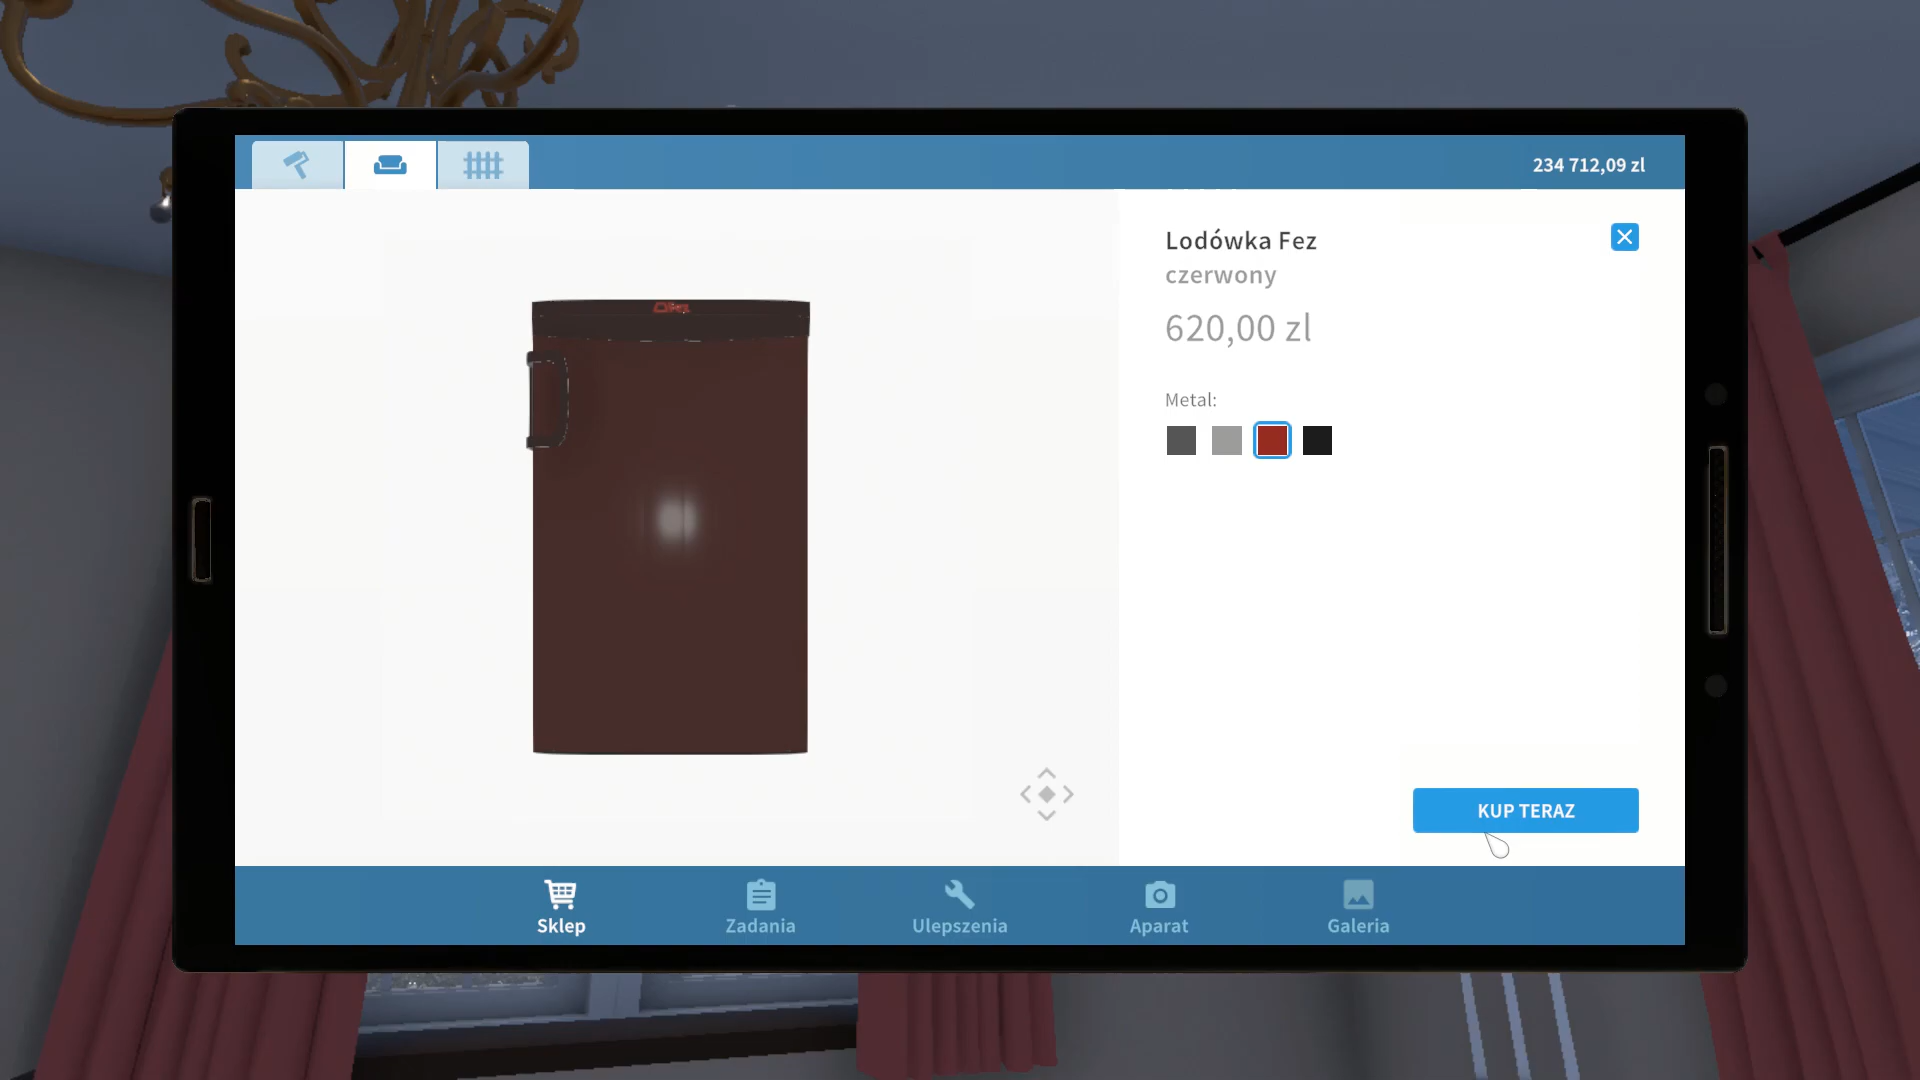 234 712,09 zl
Lodówka Fez
czerwony
620,00 zl
Metal:
KUP TERAZ
Sklep
Zadania
Ulepszenia
Aparat
Galeria